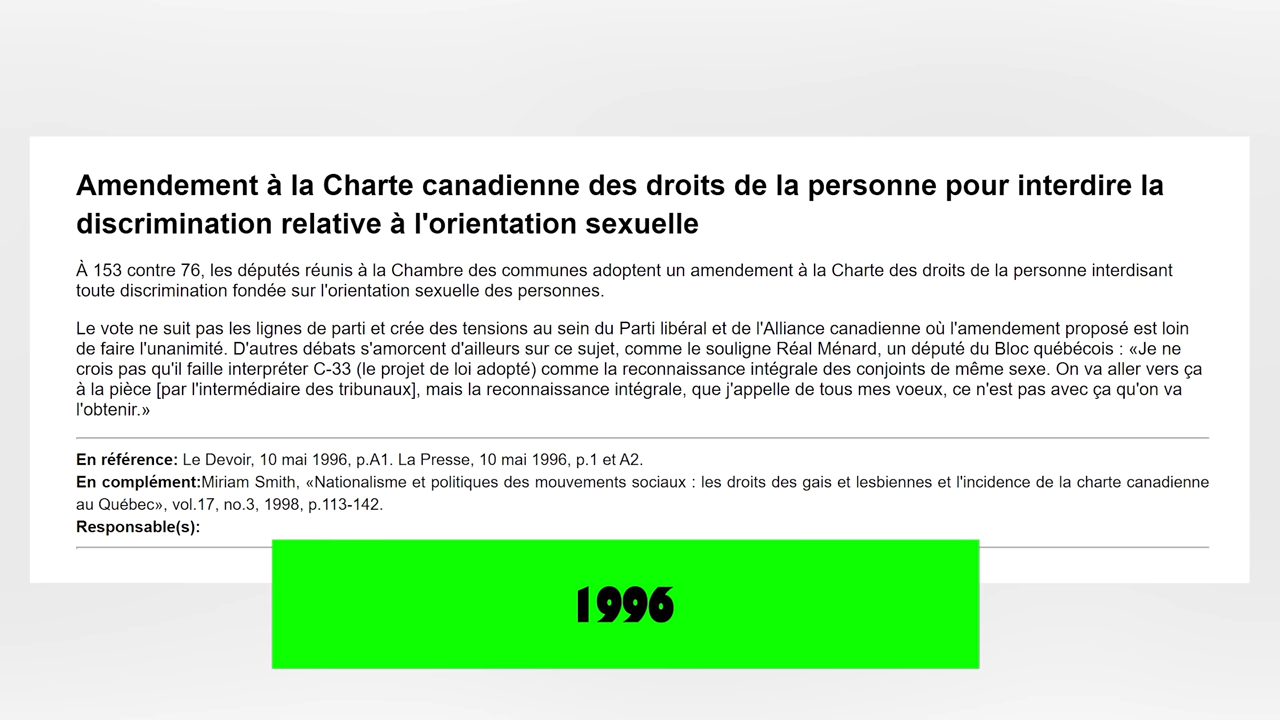 Amendement à la Charte canadienne des droits de la personne pour interdire la
discrimination relative à l'orientation sexuelle
À 153 contre 76, les députés réunis à la Chambre des communes adoptent un amendement à la Charte des droits de la personne interdisant
toute discrimination fondée sur l'orientation sexuelle des personnes.
Le vote ne suit pas les lignes de parti et crée des tensions au sein du Parti libéral et de l'Alliance canadienne où l'amendement proposé est loin
de faire l'unanimité. D'autres débats s'amorcent d'ailleurs sur ce sujet, comme le souligne Réal Ménard, un député du Bloc québécois : «Je ne
crois pas qu'il faille interpréter C-33 (le projet de loi adopté) comme la reconnaissance intégrale des conjoints de même sexe. On va aller vers ça
à la pièce [par l'intermédiaire des tribunaux], mais la reconnaissance intégrale, que j'appelle de tous mes voeux, ce n'est pas avec ça qu'on va
l'obtenir.»
En référence: Le Devoir, 10 mai 1996, p.A1. La Presse, 10 mai 1996, p.1 et A2.
En complément:Miriam Smith, «Nationalisme et politiques des mouvements sociaux : les droits des gais et lesbiennes et l'incidence de la charte canadienne
au Québec», vol.17, no.3, 1998, p.113-142.
Responsable(s):
1996